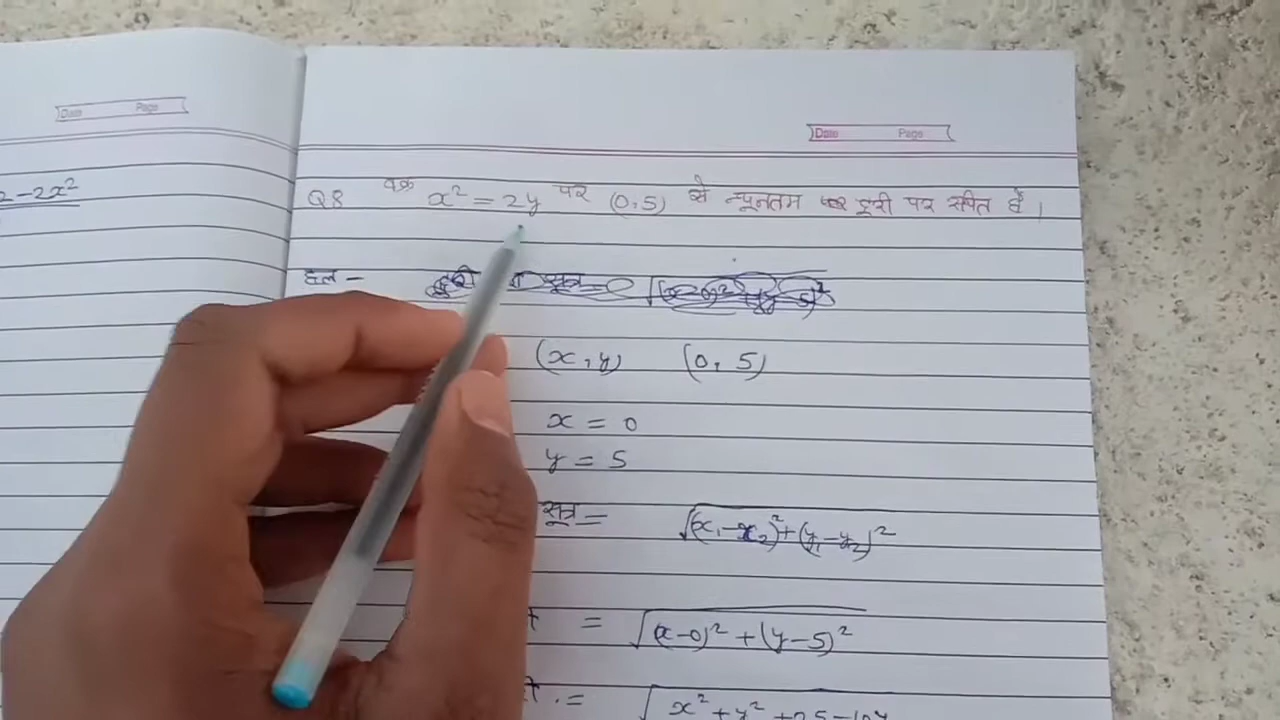 Date Page
Date Page
2-2x²
Q8 वक्र x² = 2y पर (0,5) से न्यूनतम दूरी पर स्थित है।
हल -
(x, y) (0, 5)
x = 0
y = 5
सूत्र = √(x₁-x₂)²+(y₁-y₂)²
= √(x-0)²+(y-5)²
= √x²+y²+25-10y